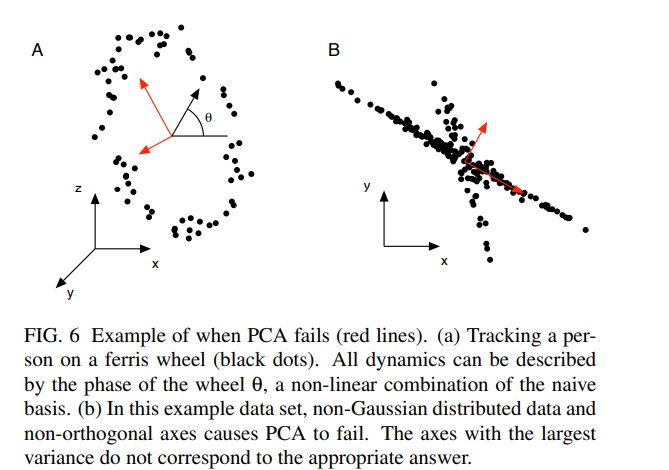 A
B
θ
z
x
y
y
x
FIG. 6 Example of when PCA fails (red lines). (a) Tracking a per-
son on a ferris wheel (black dots). All dynamics can be described
by the phase of the wheel θ, a non-linear combination of the naive
basis. (b) In this example data set, non-Gaussian distributed data and
non-orthogonal axes causes PCA to fail. The axes with the largest
variance do not correspond to the appropriate answer.